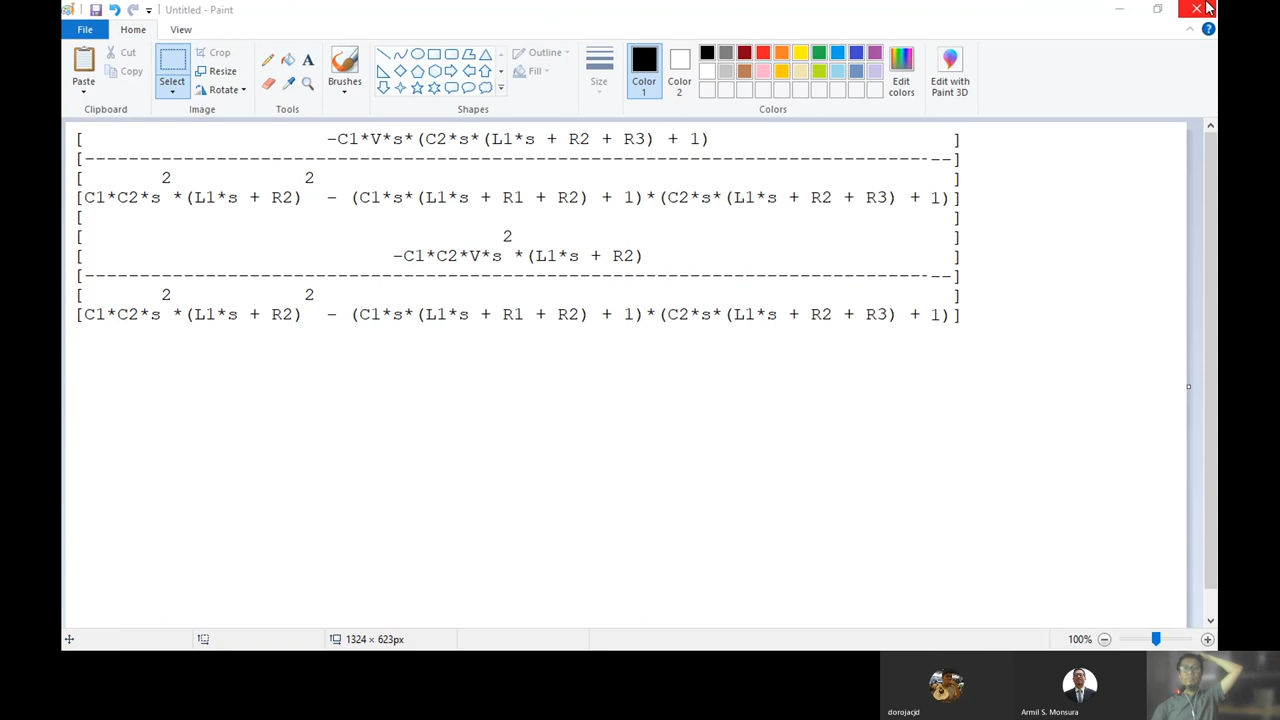 Untitled - Paint
File Home View
Paste
Cut
Copy
Clipboard
Select
Crop
Resize
Rotate
Image
Tools
Brushes
Shapes
Outline
Fill
Size
Color 1
Color 2
Edit colors
Colors
Edit with Paint 3D
[ -C1*V*s*(C2*s*(L1*s + R2 + R3) + 1) ]
[-------------------------------------------------------------------------------]
[ 2 2 ]
[C1*C2*s *(L1*s + R2) - (C1*s*(L1*s + R1 + R2) + 1)*(C2*s*(L1*s + R2 + R3) + 1)]
[ ]
[ 2 ]
[ -C1*C2*V*s *(L1*s + R2) ]
[-------------------------------------------------------------------------------]
[ 2 2 ]
[C1*C2*s *(L1*s + R2) - (C1*s*(L1*s + R1 + R2) + 1)*(C2*s*(L1*s + R2 + R3) + 1)]
1324 × 623px
100%
dorojacjd
Armil S. Monsura